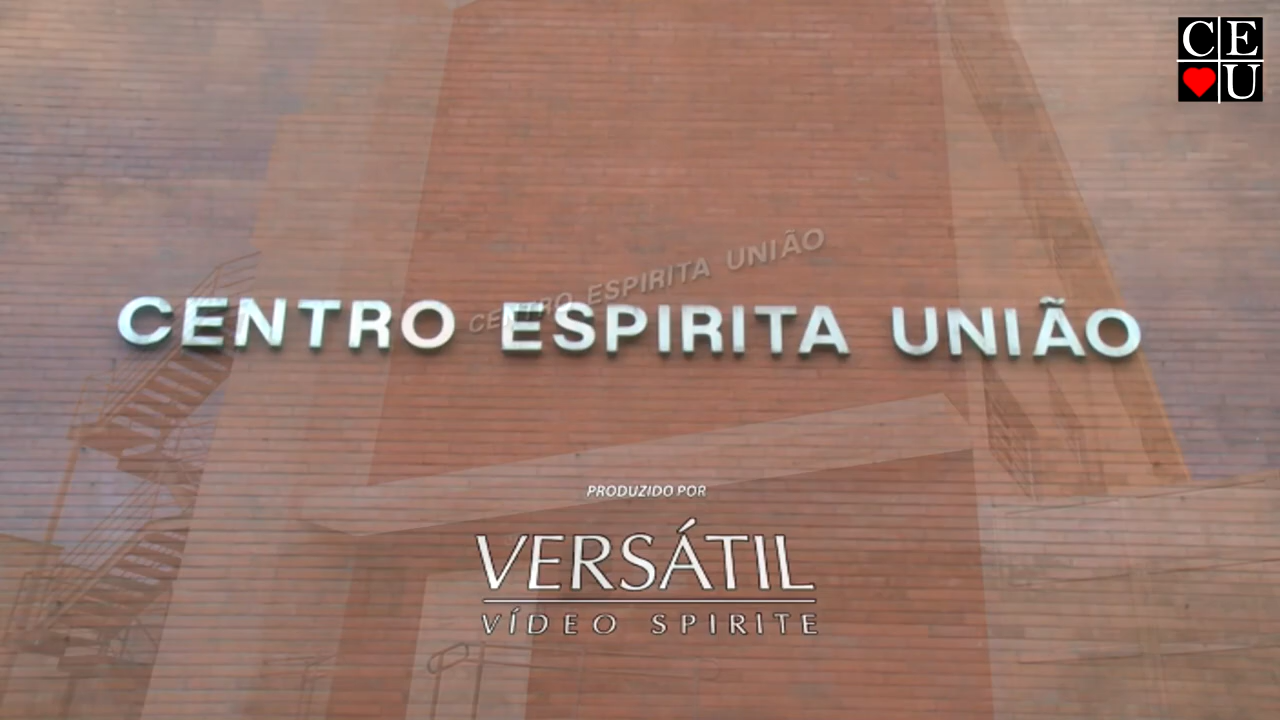 CE
U
CENTRO ESPIRITA UNIÃO
CENTRO ESPIRITA UNIÃO
PRODUZIDO POR
VERSÁTIL
VÍDEO SPIRITE